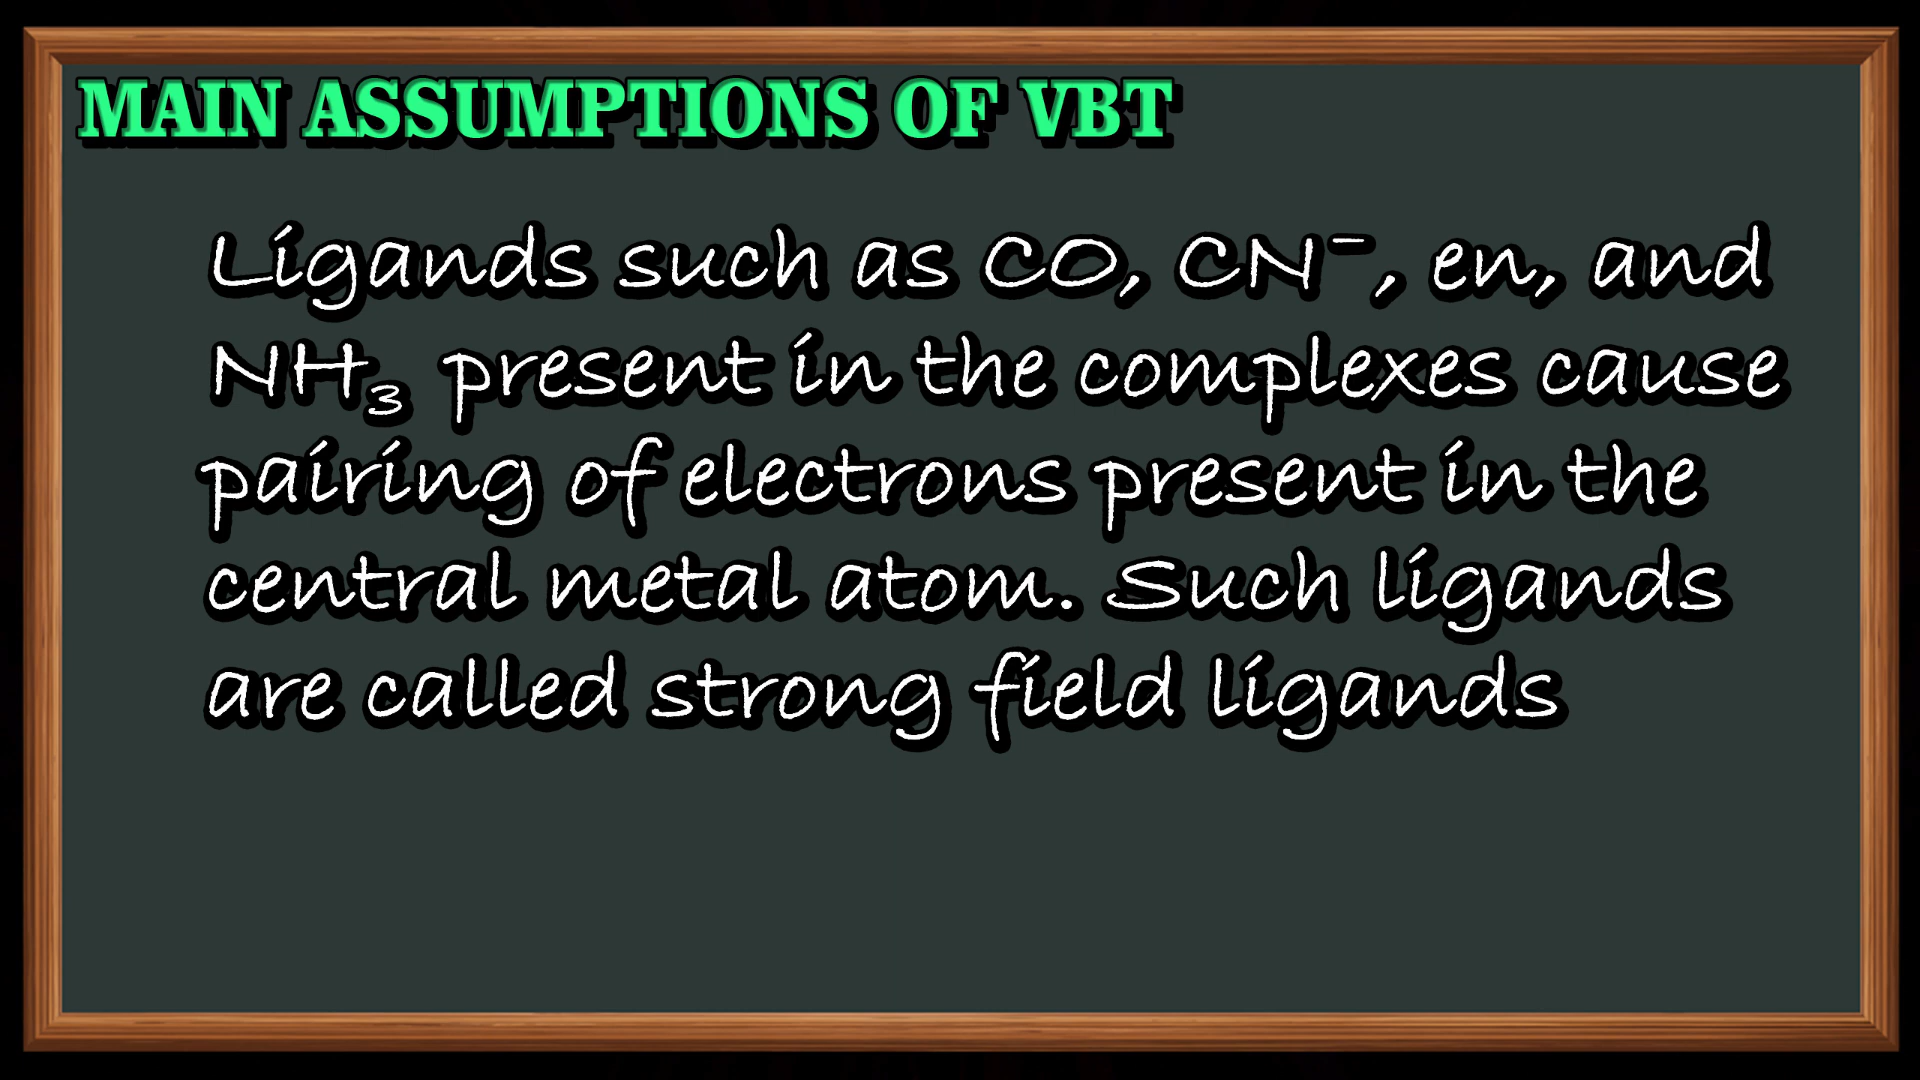 MAIN ASSUMPTIONS OF VBT
Ligands such as CO, CN⁻, en, and
NH₃ present in the complexes cause
pairing of electrons present in the
central metal atom. Such ligands
are called strong field ligands